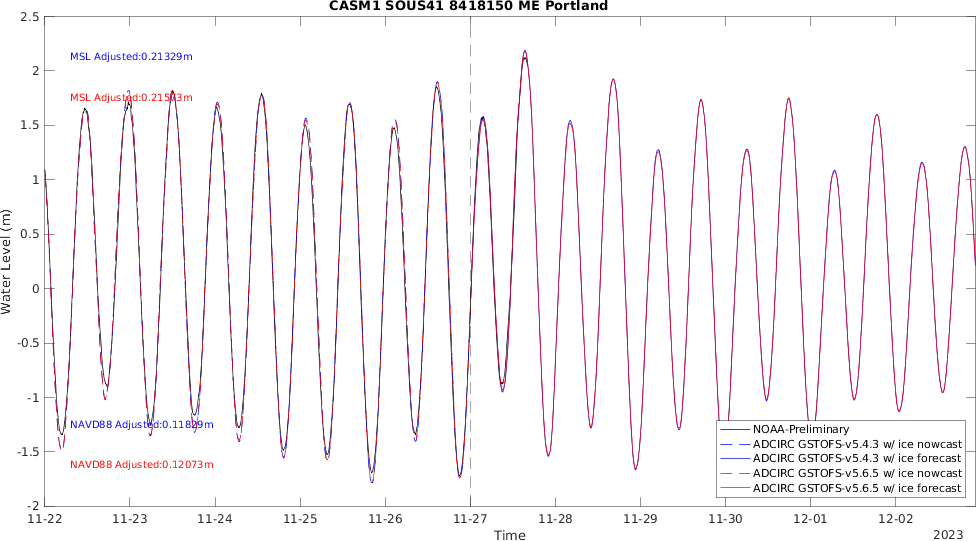 CASM1 SOUS41 8418150 ME Portland
2.5
2
1.5
1
0.5
0
-0.5
-1
-1.5
-2
Water Level (m)
MSL Adjusted:0.21329m
MSL Adjusted:0.21573m
NAVD88 Adjusted:0.11829m
NAVD88 Adjusted:0.12073m
NOAA-Preliminary
ADCIRC GSTOFS-v5.4.3 w/ ice nowcast
ADCIRC GSTOFS-v5.4.3 w/ ice forecast
ADCIRC GSTOFS-v5.6.5 w/ ice nowcast
ADCIRC GSTOFS-v5.6.5 w/ ice forecast
11-22 11-23 11-24 11-25 11-26 11-27 11-28 11-29 11-30 12-01 12-02
Time
2023